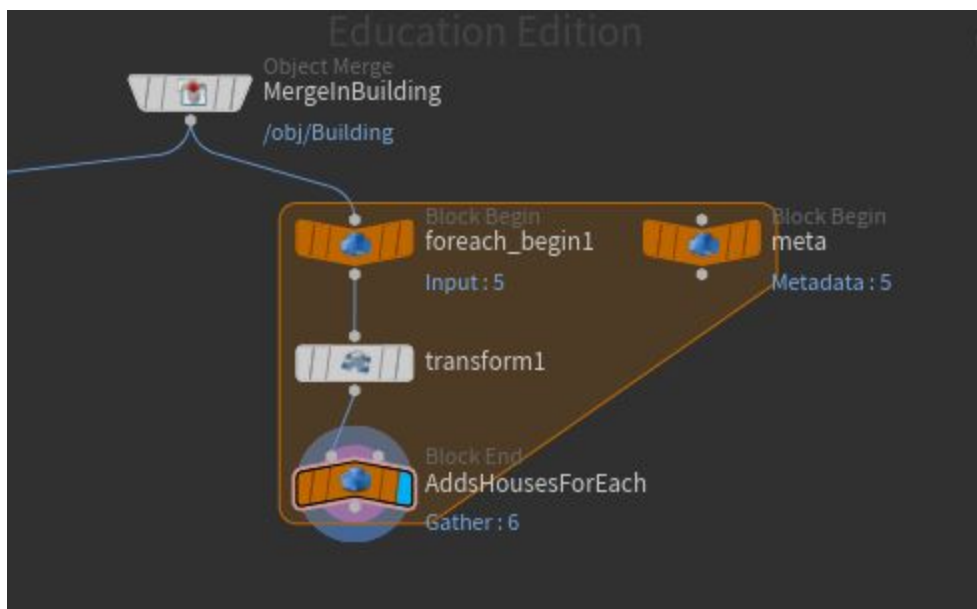 Education Edition
Object Merge
MergeInBuilding
/obj/Building
Block Begin
foreach_begin1
Input : 5
Block Begin
meta
Metadata : 5
transform1
Block End
AddsHousesForEach
Gather : 6